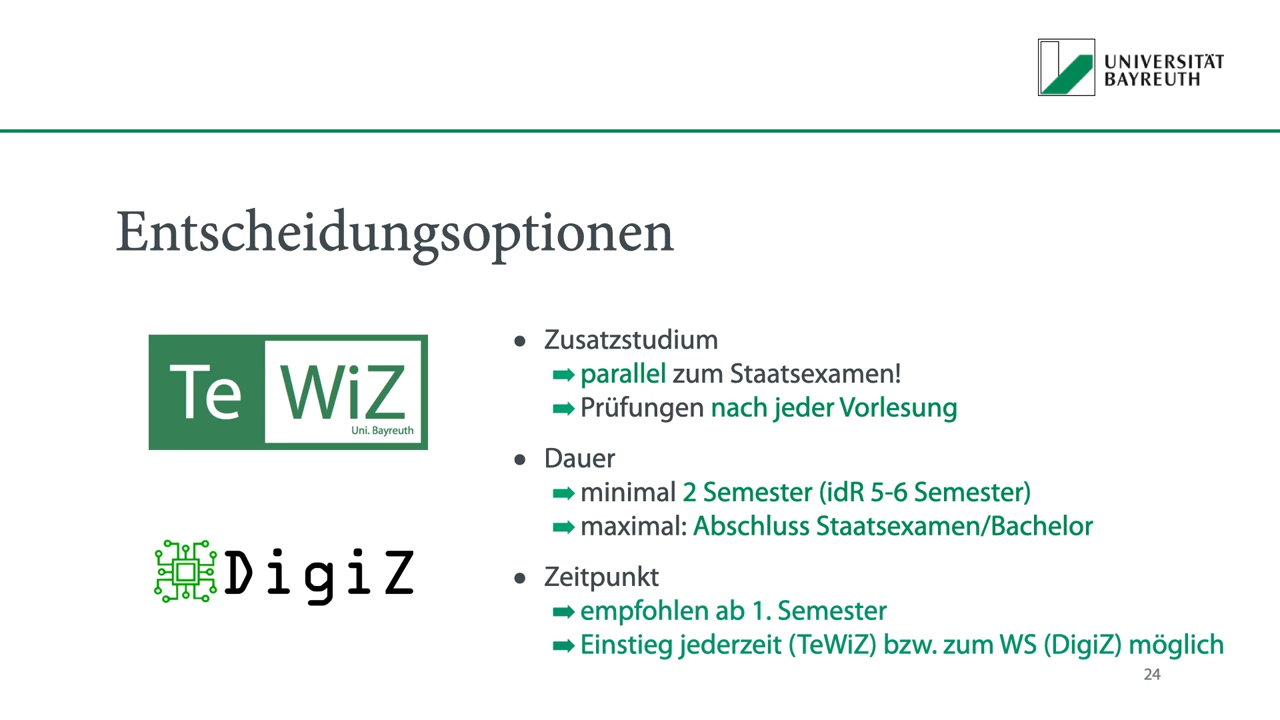 UNIVERSITÄT
BAYREUTH
Entscheidungsoptionen
Te WiZ
Uni. Bayreuth
DigiZ
● Zusatzstudium
➡ parallel zum Staatsexamen!
➡ Prüfungen nach jeder Vorlesung
● Dauer
➡ minimal 2 Semester (idR 5-6 Semester)
➡ maximal: Abschluss Staatsexamen/Bachelor
● Zeitpunkt
➡ empfohlen ab 1. Semester
➡ Einstieg jederzeit (TeWiZ) bzw. zum WS (DigiZ) möglich
24